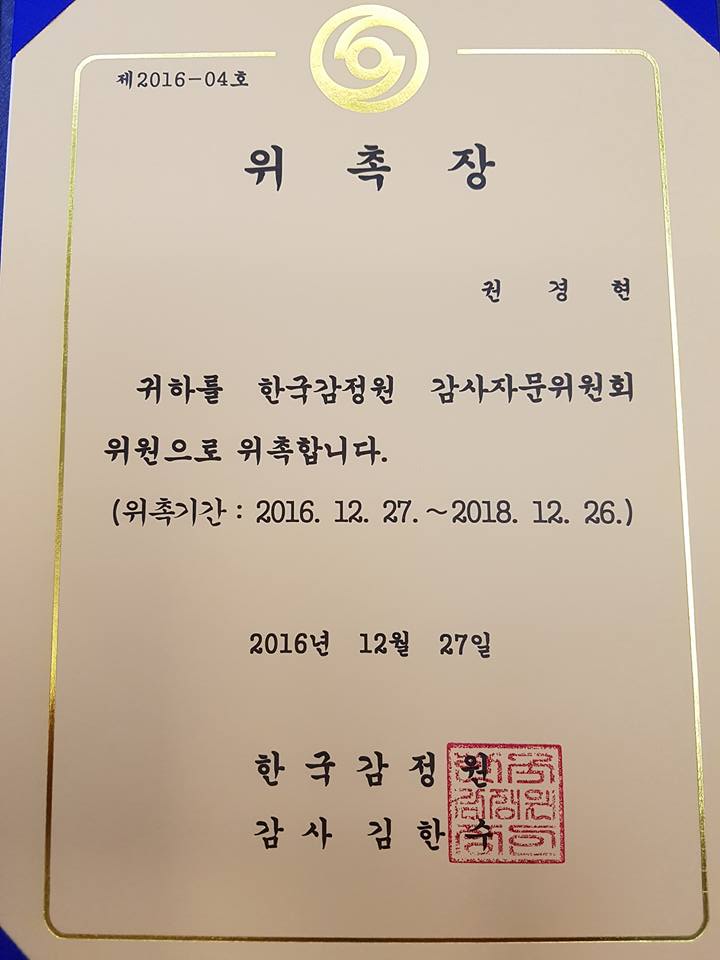 제2016-04호
위 촉 장
권 경 현
귀하를 한국감정원 감사자문위원회
위원으로 위촉합니다.
(위촉기간 : 2016. 12. 27. ~2018. 12. 26.)
2016년 12월 27일
한 국 감 정 원
감 사 김 한 수